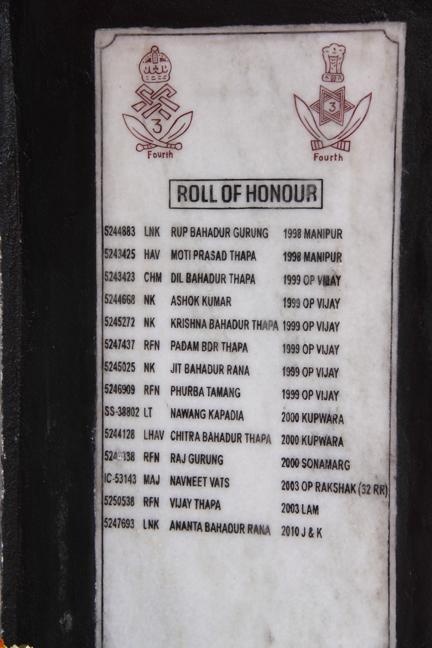 3
Fourth
3
Fourth
ROLL OF HONOUR
5244883 LNK RUP BAHADUR GURUNG 1998 MANIPUR
5243425 HAV MOTI PRASAD THAPA 1998 MANIPUR
5243423 CHM DIL BAHADUR THAPA 1999 OP VIJAY
5244668 NK ASHOK KUMAR 1999 OP VIJAY
5245272 NK KRISHNA BAHADUR THAPA 1999 OP VIJAY
5247437 RFN PADAM BDR THAPA 1999 OP VIJAY
5245025 NK JIT BAHADUR RANA 1999 OP VIJAY
5246909 RFN PHURBA TAMANG 1999 OP VIJAY
SS-38802 LT NAWANG KAPADIA 2000 KUPWARA
5244128 LHAV CHITRA BAHADUR THAPA 2000 KUPWARA
RFN RAJ GURUNG 2000 SONAMARG
IC-53143 MAJ NAVNEET VATS 2003 OP RAKSHAK (32 RR)
5250538 RFN VIJAY THAPA 2003 LAM
5247693 LNK ANANTA BAHADUR RANA 2010 J & K